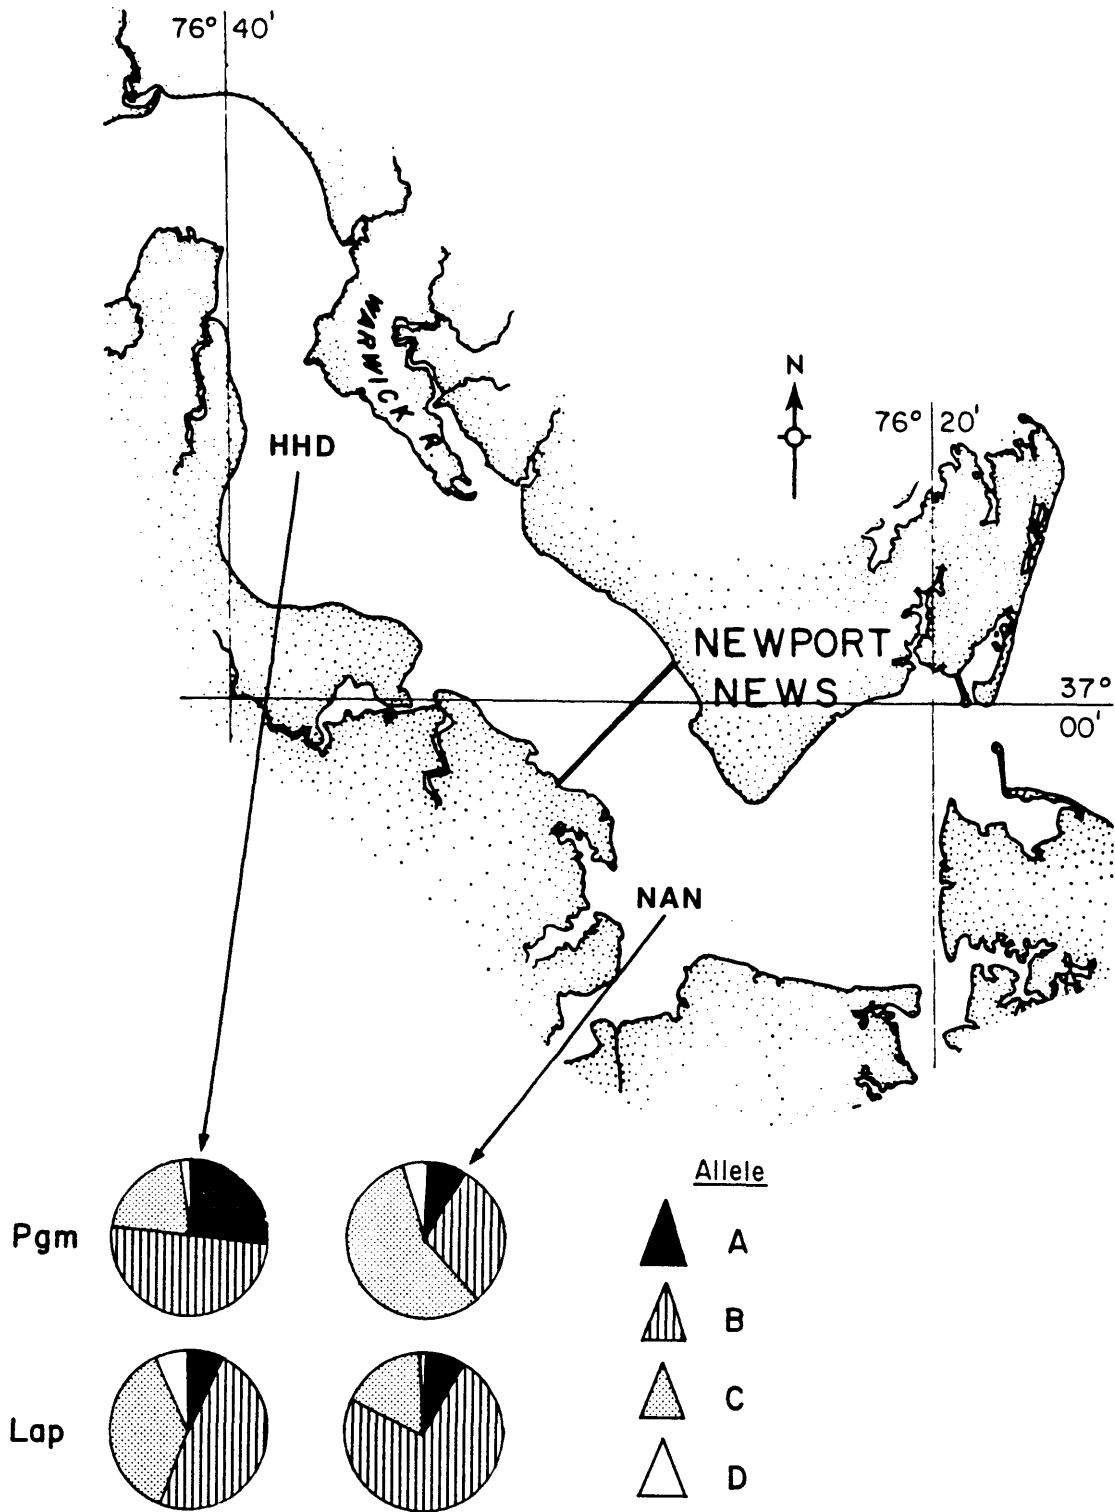 76° 40'
WARWICK R
HHD
N
76° 20'
NEWPORT
NEWS
37°
00'
NAN
Allele
Pgm
A
B
Lap
C
D